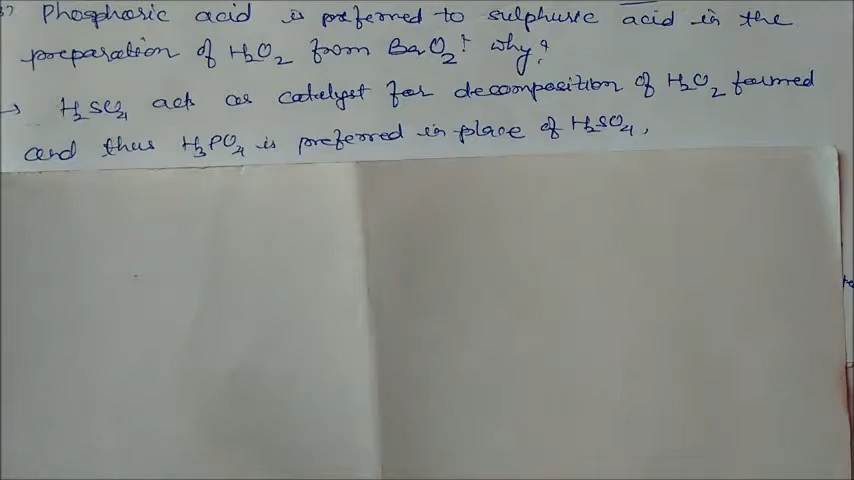 Phosphoric acid is preferred to sulphuric acid in the
preparation of H2O2 from BaO2? why?
→ H2SO4 acts as catalyst for decomposition of H2O2 formed
and thus H3PO4 is preferred in place of H2SO4,